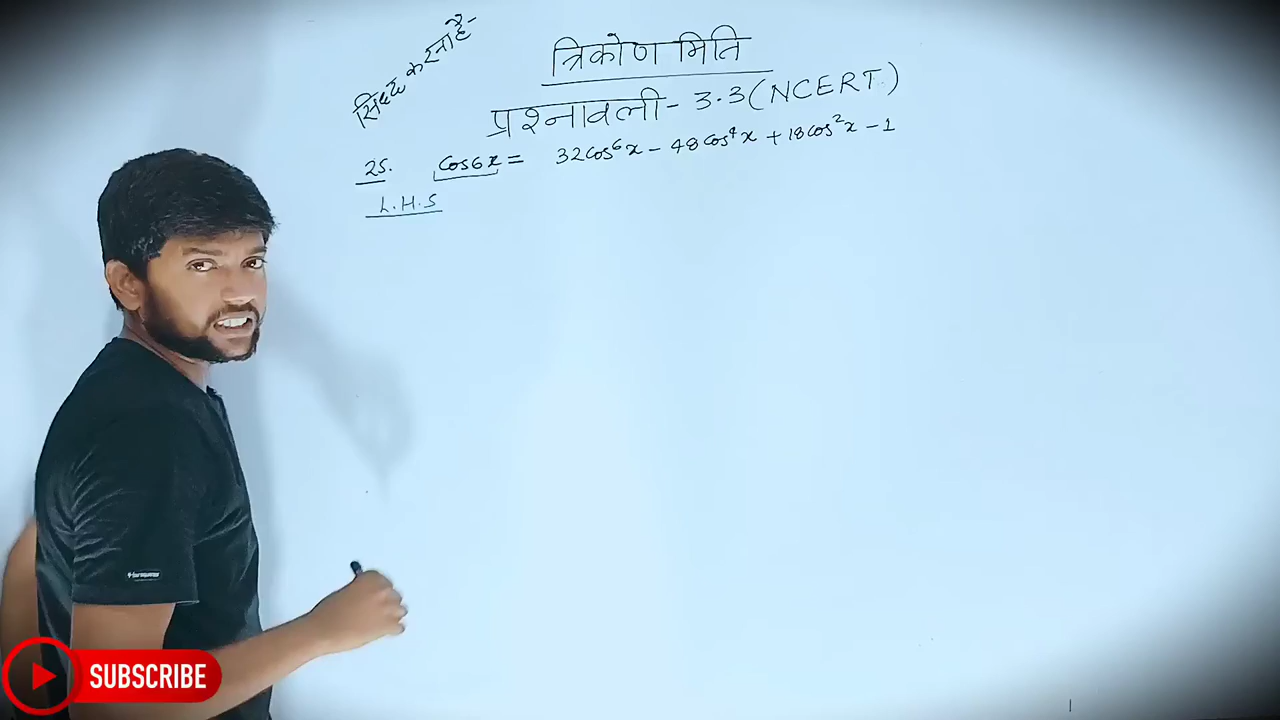 सिद्ध करना है-
त्रिकोणमिति
प्रश्नावली - 3.3 (NCERT)
25. cos6x = 32cos⁶x - 48cos⁴x + 18cos²x - 1
L.H.S
SUBSCRIBE